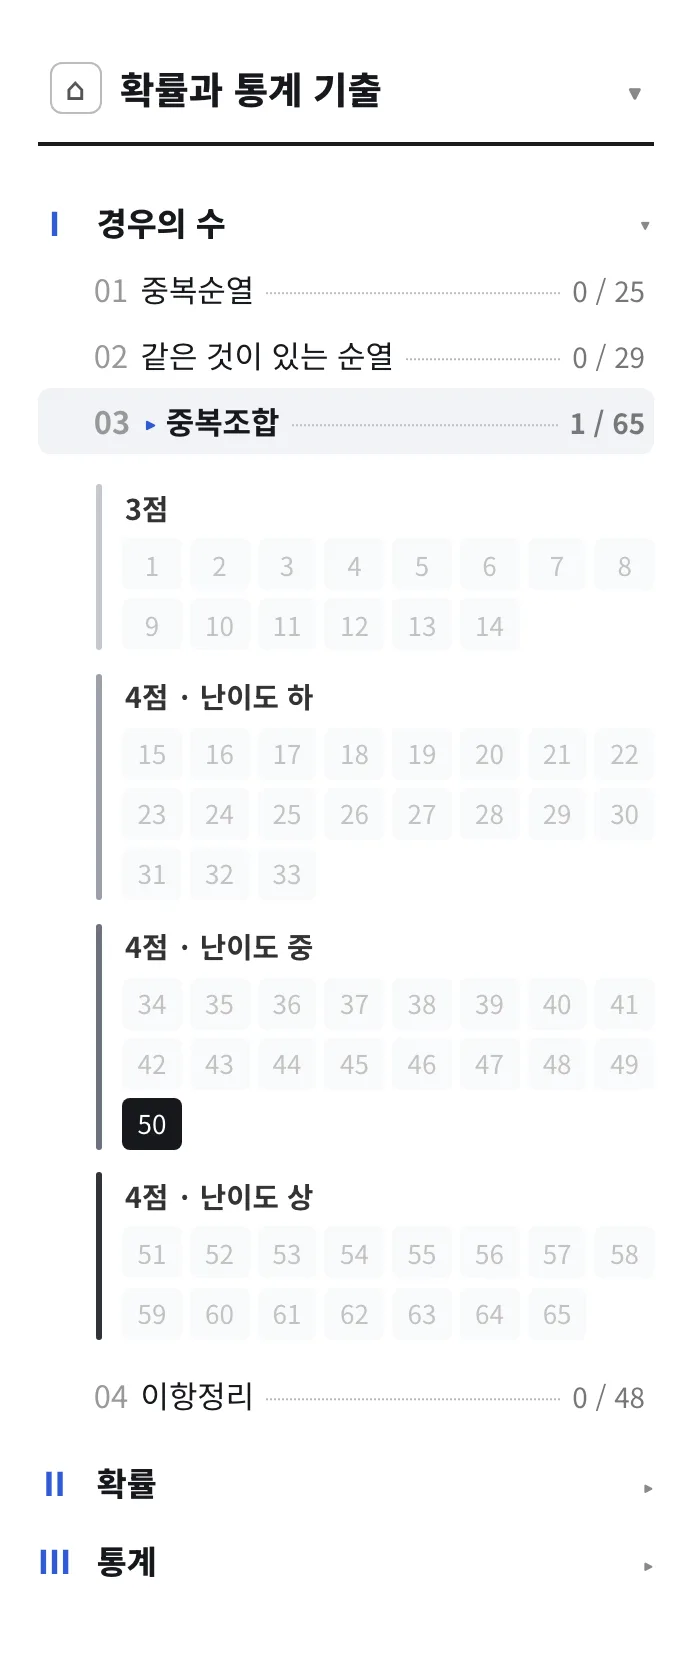 확률과 통계 기출
I 경우의 수
01 중복순열 0 / 25
02 같은 것이 있는 순열 0 / 29
03 중복조합 1 / 65
3점
1 2 3 4 5 6 7 8
9 10 11 12 13 14
4점 · 난이도 하
15 16 17 18 19 20 21 22
23 24 25 26 27 28 29 30
31 32 33
4점 · 난이도 중
34 35 36 37 38 39 40 41
42 43 44 45 46 47 48 49
50
4점 · 난이도 상
51 52 53 54 55 56 57 58
59 60 61 62 63 64 65
04 이항정리 0 / 48
II 확률
III 통계